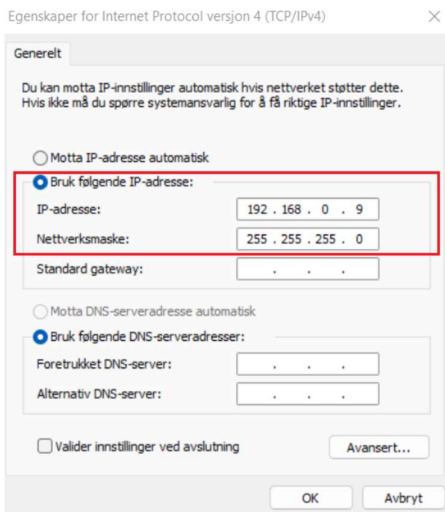 Egenskaper for Internet Protocol versjon 4 (TCP/IPv4)
Generelt
Du kan motta IP-innstillinger automatisk hvis nettverket støtter dette.
Hvis ikke må du spørre systemansvarlig for å få riktige IP-innstillinger.
Motta IP-adresse automatisk
Bruk følgende IP-adresse:
IP-adresse: 192 . 168 . 0 . 9
Nettverksmaske: 255 . 255 . 255 . 0
Standard gateway: . . .
Motta DNS-serveradresse automatisk
Bruk følgende DNS-serveradresser:
Foretrukket DNS-server: . . .
Alternativ DNS-server: . . .
Valider innstillinger ved avslutning Avansert...
OK Avbryt